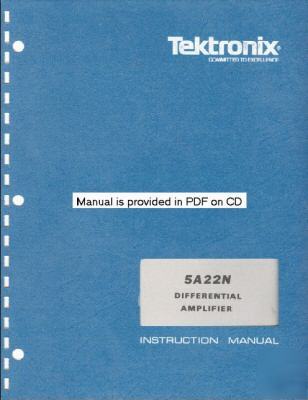 Tektronix®
COMMITTED TO EXCELLENCE
Manual is provided in PDF on CD
5A22N
DIFFERENTIAL
AMPLIFIER
INSTRUCTION MANUAL